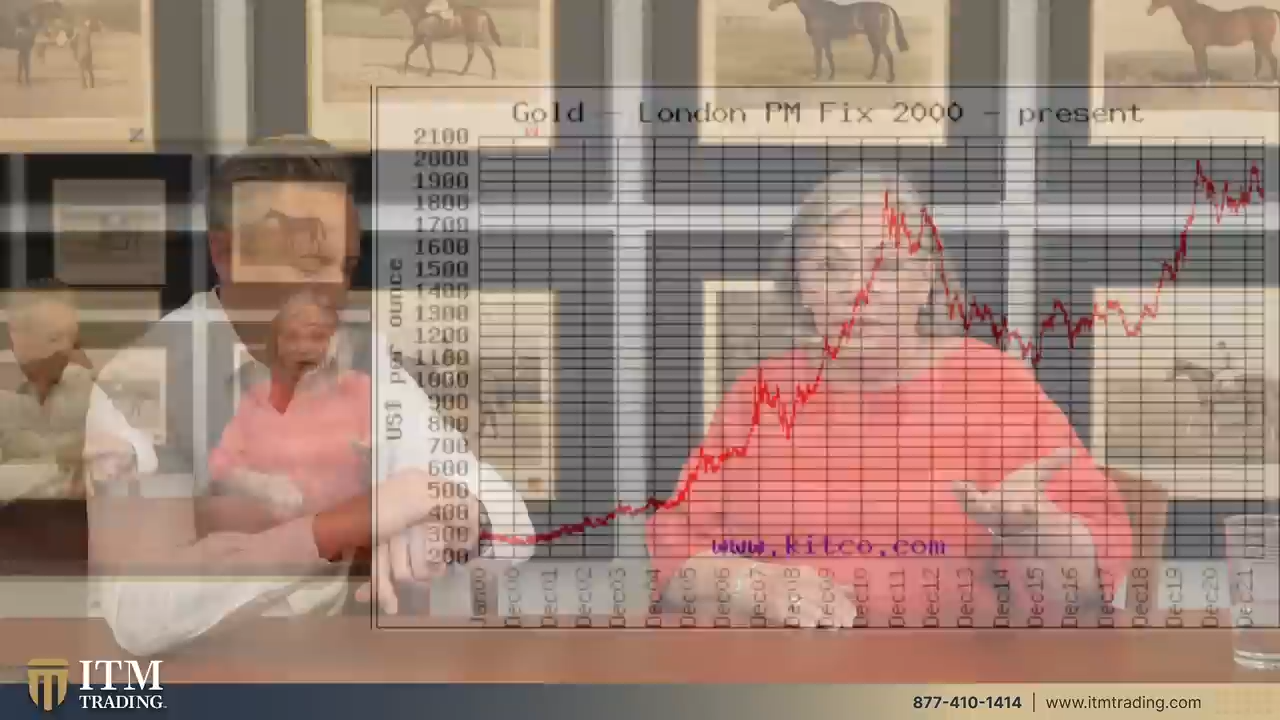 Gold - London PM Fix 2000 - present
2100
2000
1900
1800
1700
1600
1500
1400
1300
1200
1100
1000
900
800
700
600
500
400
300
200
US$ per ounce
www.kitco.com
Jan00
Dec00
Dec01
Dec02
Dec03
Dec04
Dec05
Dec06
Dec07
Dec08
Dec09
Dec10
Dec11
Dec12
Dec13
Dec14
Dec15
Dec16
Dec17
Dec18
Dec19
Dec20
Dec21
ITM
TRADING
877-410-1414 | www.itmtrading.com